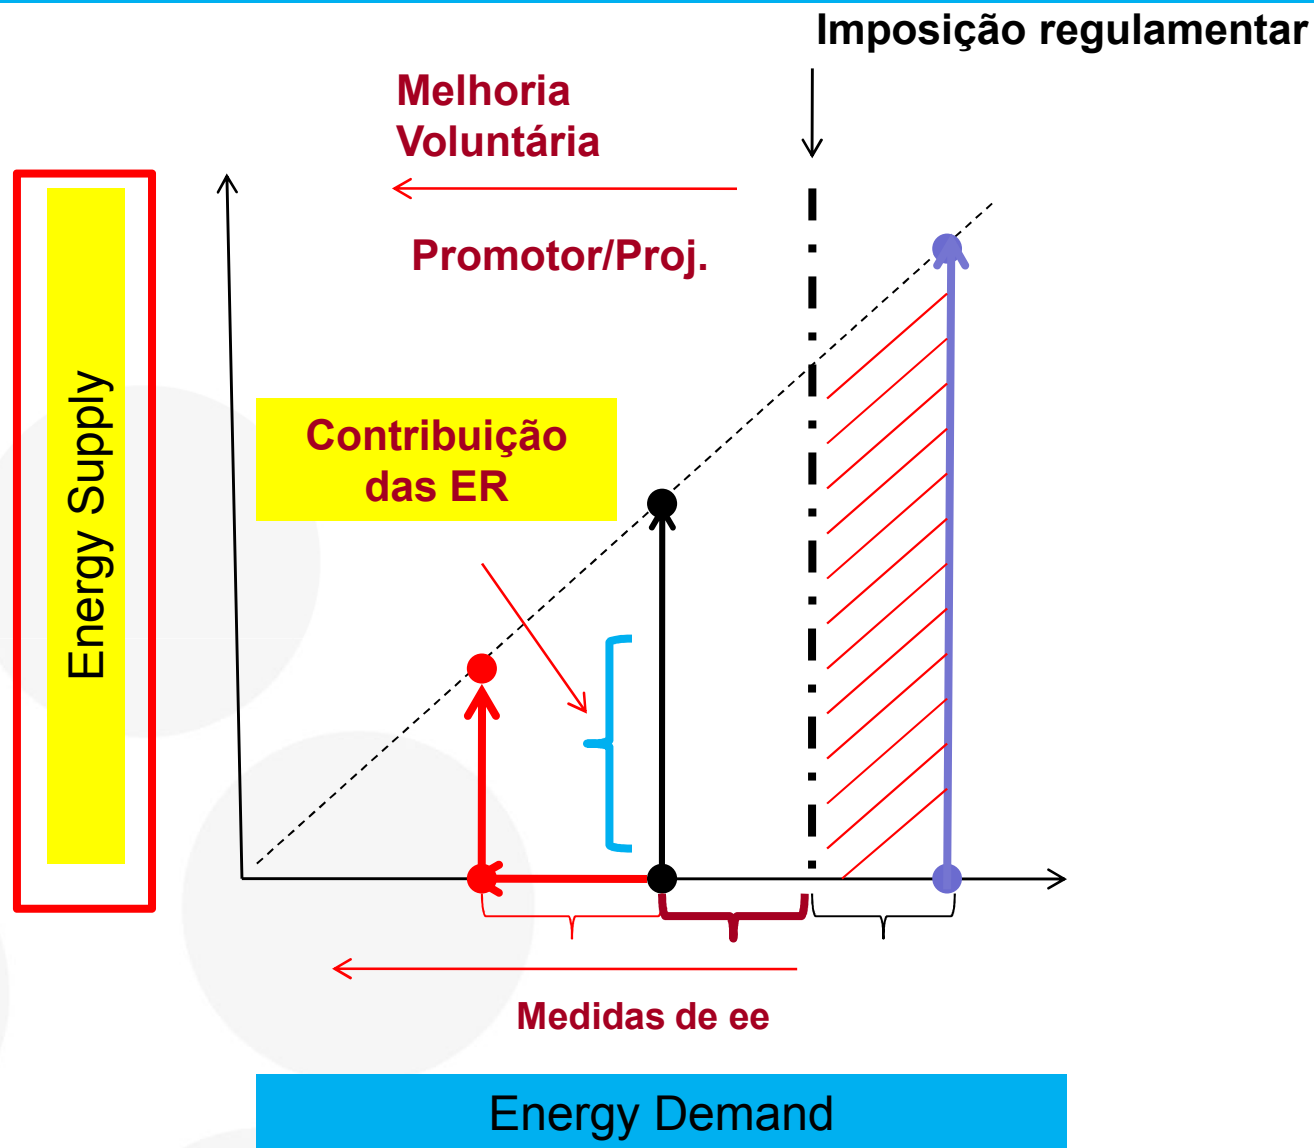 Imposição regulamentar
Melhoria
Voluntária
Promotor/Proj.
Energy Supply
Contribuição
das ER
Medidas de ee
Energy Demand